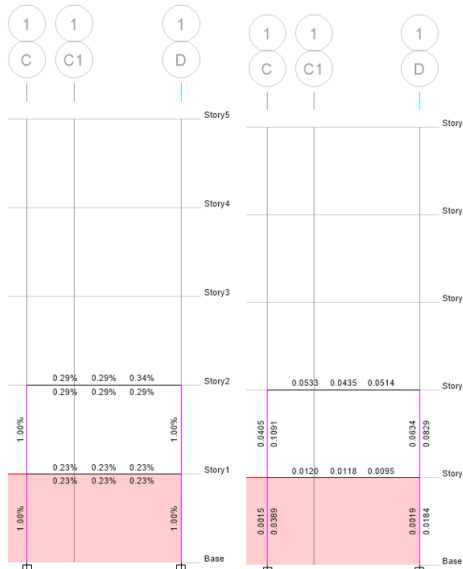 1 1 1
C C1 D
Story5
Story4
Story3
0.29% 0.29% 0.34%
Story2
0.29% 0.29% 0.29%
1.00% 1.00%
0.23% 0.23% 0.23%
Story1
0.23% 0.23% 0.23%
1.00% 1.00%
Base
1 1 1
C C1 D
Story
Story
Story
0.0533 0.0435 0.0514
Story
0.0405 0.1091 0.0634 0.0829
0.0120 0.0118 0.0095
Story
0.0015 0.0389 0.0019 0.0184
Base